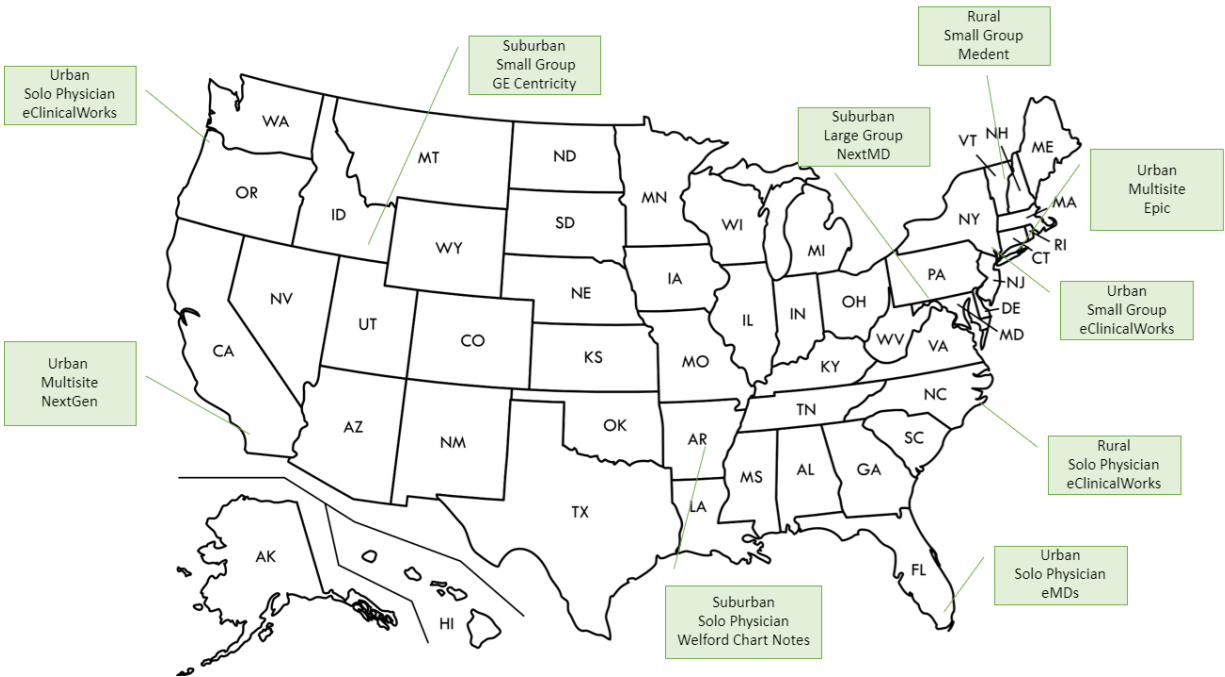 Rural
Small Group
Medent
Suburban
Small Group
GE Centricity
Urban
Solo Physician
eClinicalWorks
Suburban
Large Group
NextMD
Urban
Multisite
Epic
Urban
Small Group
eClinicalWorks
Urban
Multisite
NextGen
Rural
Solo Physician
eClinicalWorks
Urban
Solo Physician
eMDs
Suburban
Solo Physician
Welford Chart Notes
WA
MT
ND
MN
VT
NH
ME
OR
ID
SD
WI
NY
MA
WY
MI
RI
CT
IA
PA
NJ
NV
NE
OH
DE
UT
IL
IN
MD
CO
WV
VA
CA
KS
MO
KY
AZ
OK
TN
NC
NM
AR
SC
MS
AL
GA
TX
LA
AK
FL
HI